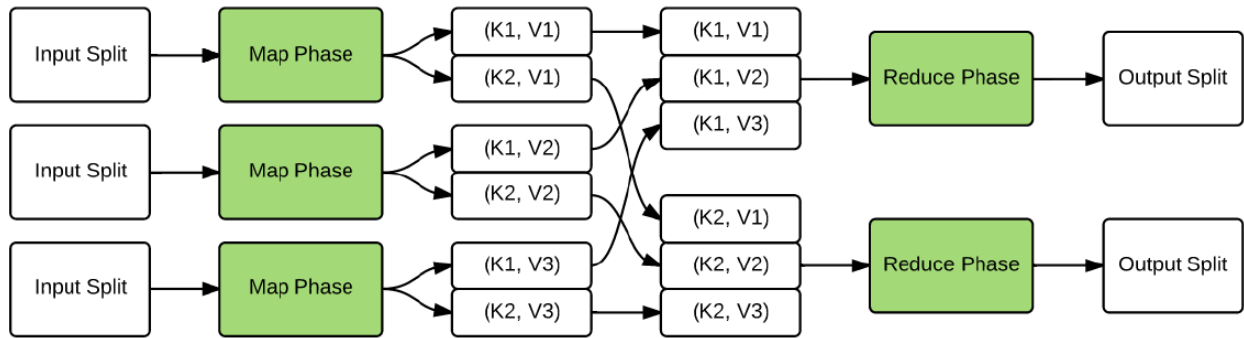 Input Split
Map Phase
(K1, V1)
(K2, V1)
Input Split
Map Phase
(K1, V2)
(K2, V2)
Input Split
Map Phase
(K1, V3)
(K2, V3)
(K1, V1)
(K1, V2)
(K1, V3)
Reduce Phase
Output Split
(K2, V1)
(K2, V2)
(K2, V3)
Reduce Phase
Output Split